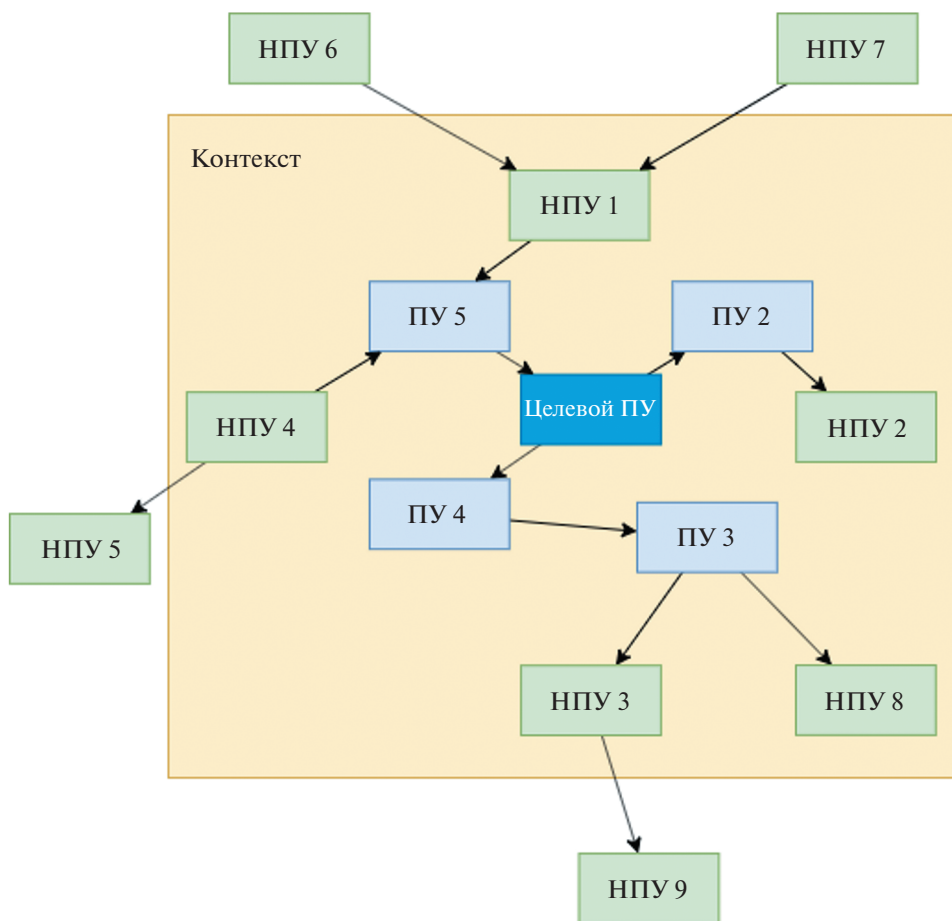 НПУ 6
НПУ 7
Контекст
НПУ 1
ПУ 5
ПУ 2
Целевой ПУ
НПУ 4
НПУ 2
ПУ 4
ПУ 3
НПУ 5
НПУ 3
НПУ 8
НПУ 9